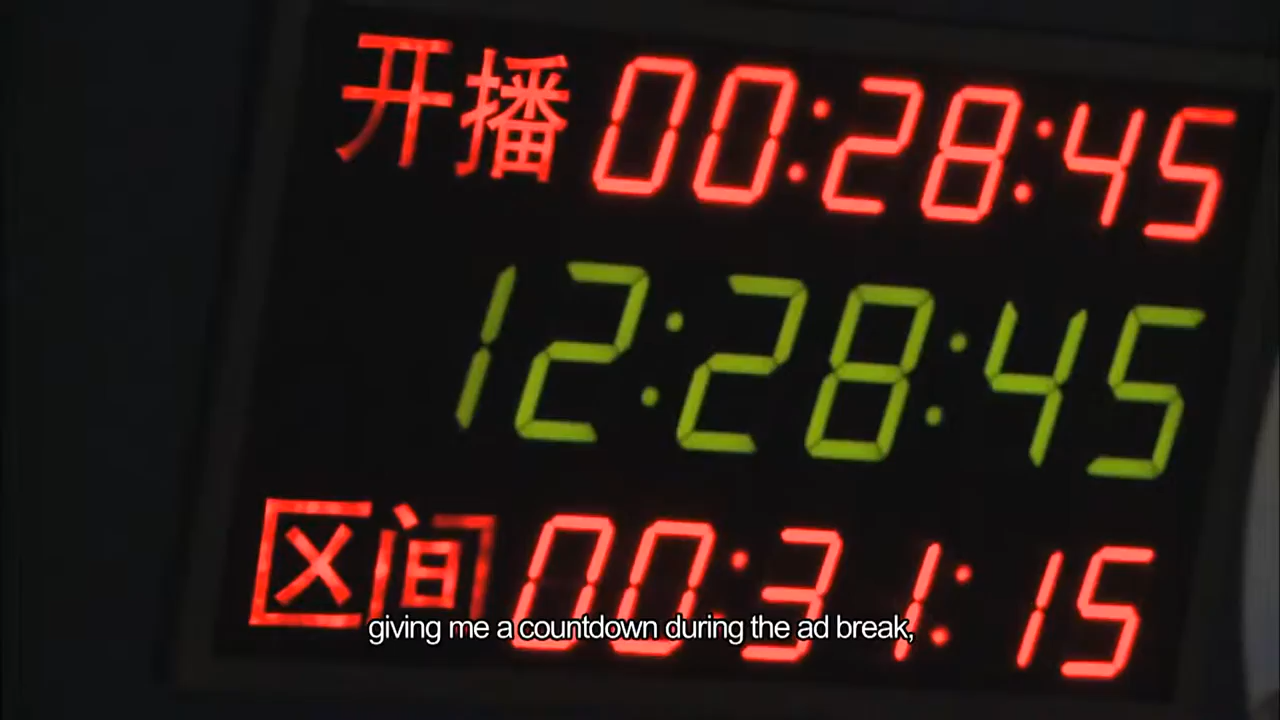 开播 00:28:45
12:28:45
区间 00:31:15
giving me a countdown during the ad break,